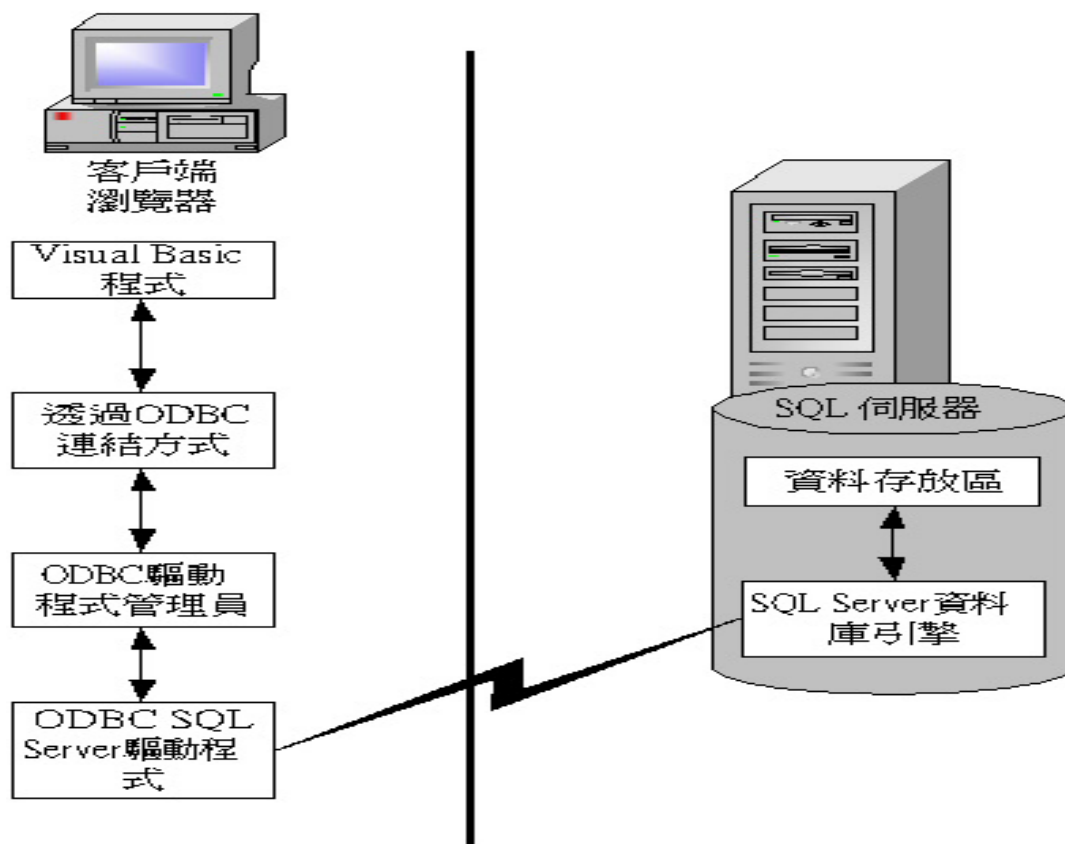 客戶端
瀏覽器
Visual Basic
程式
透過ODBC
連結方式
ODBC驅動
程式管理員
ODBC SQL
Server驅動程
式
SQL 伺服器
資料存放區
SQL Server資料
庫引擎